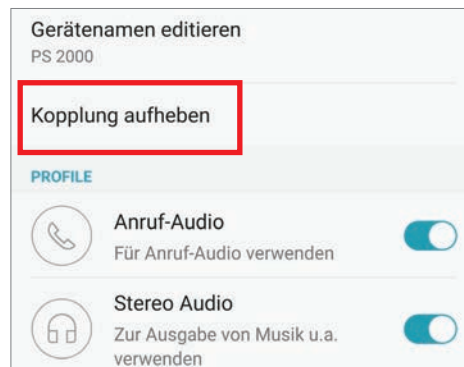 Gerätenamen editieren
PS 2000
Kopplung aufheben
PROFILE
Anruf-Audio
Für Anruf-Audio verwenden
Stereo Audio
Zur Ausgabe von Musik u.a.
verwenden